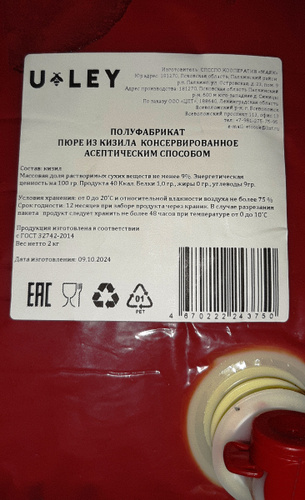 U LEY
ПОЛУФАБРИКАТ
ПЮРЕ ИЗ КИЗИЛА КОНСЕРВИРОВАННОЕ
АСЕПТИЧЕСКИМ СПОСОБОМ
Состав: кизил
Массовая доля растворимых сухих веществ не менее 9%. Энергетическая
ценность на 100 гр. Продукта 40 Ккал. Белки 1,0 гр., жиры 0 гр., углеводы 9гр.
Условия хранения: от 0 до 20˚С и относительной влажности воздуха не более 75 %
Срок годности: 12 месяцев при заборе продукта через краник. В случае разрезания
пакета продукт следует хранить не более 48 часов при температуре от 0 до 10˚С
Продукция изготовлена в соответствии
с ГОСТ 32742-2014
Вес нетто 2 кг
Дата изготовления: 09.10.2024
EAC
01
PET
4670222243750